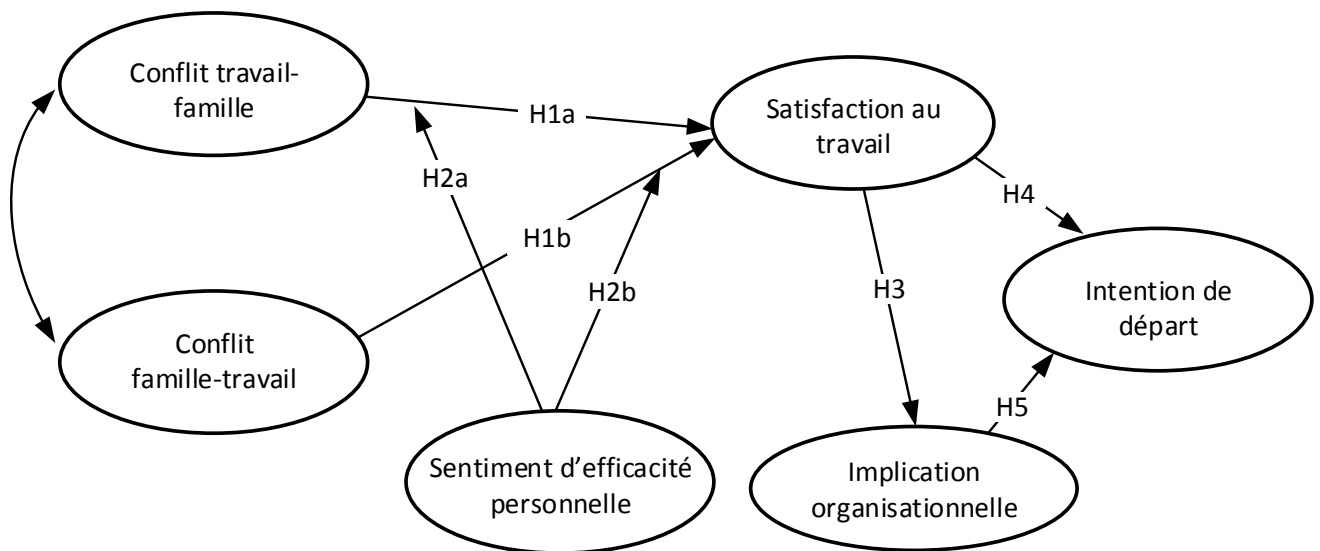 Conflit travail-
famille
H1a
Satisfaction au
travail
H2a
H4
H1b
H2b
H3
Intention de
départ
Conflit
famille-travail
H5
Sentiment d’efficacité
personnelle
Implication
organisationnelle